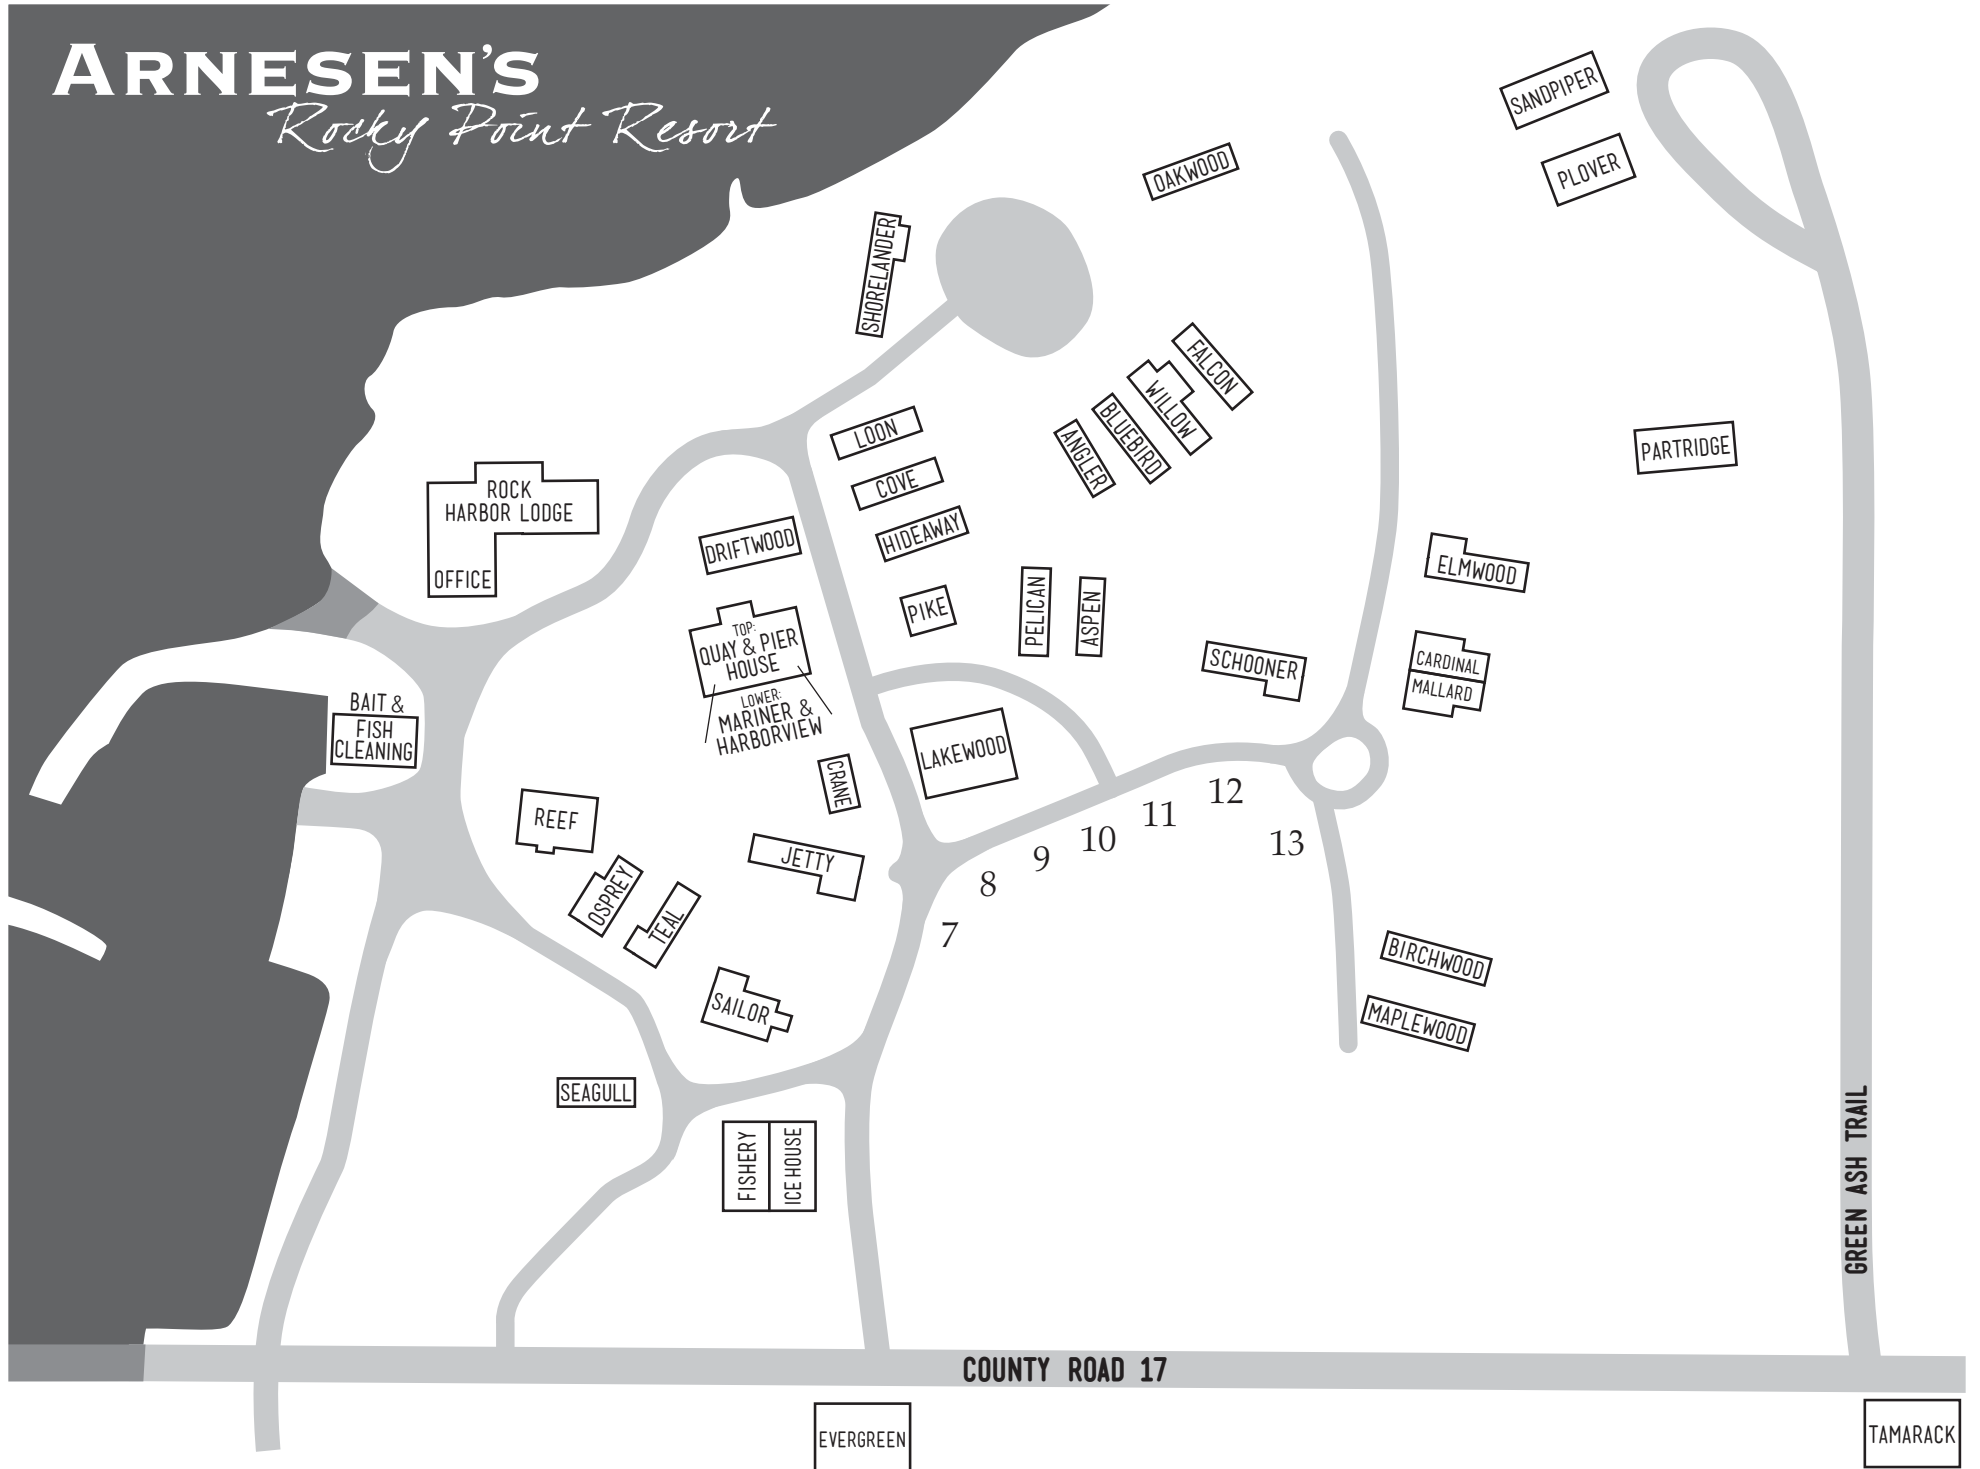 ARNESEN'S
Rocky Point Resort
SANDPIPER
PLOVER
OAKWOOD
SHORELANDER
FALCON
WILLOW
BLUEBIRD
ANGLER
LOON
COVE
HIDEAWAY
PIKE
PARTRIDGE
ROCK
HARBOR LODGE
OFFICE
DRIFTWOOD
TOP:
QUAY & PIER
HOUSE
LOWER:
MARINER &
HARBORVIEW
PELICAN
ASPEN
ELMWOOD
SCHOONER
CARDINAL
MALLARD
BAIT &
FISH
CLEANING
LAKEWOOD
CRANE
REEF
JETTY
OSPREY
TEAL
SAILOR
7
8
9
10
11
12
13
BIRCHWOOD
MAPLEWOOD
SEAGULL
FISHERY
ICE HOUSE
GREEN ASH TRAIL
COUNTY ROAD 17
EVERGREEN
TAMARACK